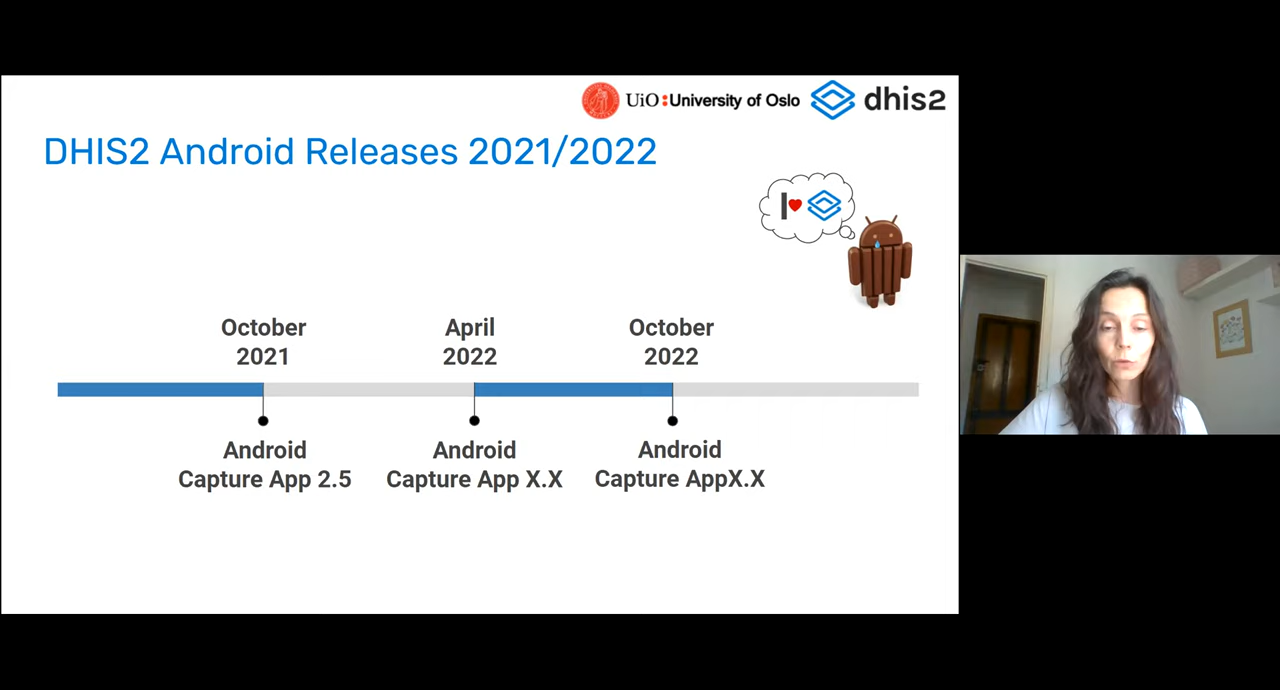 UiO:University of Oslo
dhis2
DHIS2 Android Releases 2021/2022
I
October
2021
April
2022
October
2022
Android
Capture App 2.5
Android
Capture App X.X
Android
Capture AppX.X